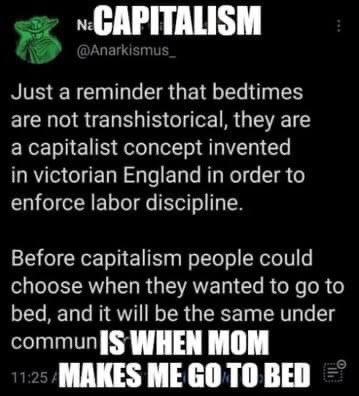 CAPITALISM
@Anarkismus_
Just a reminder that bedtimes
are not transhistorical, they are
a capitalist concept invented
in victorian England in order to
enforce labor discipline.
Before capitalism people could
choose when they wanted to go to
bed, and it will be the same under
commun
IS WHEN MOM
11:25
MAKES ME GO TO BED